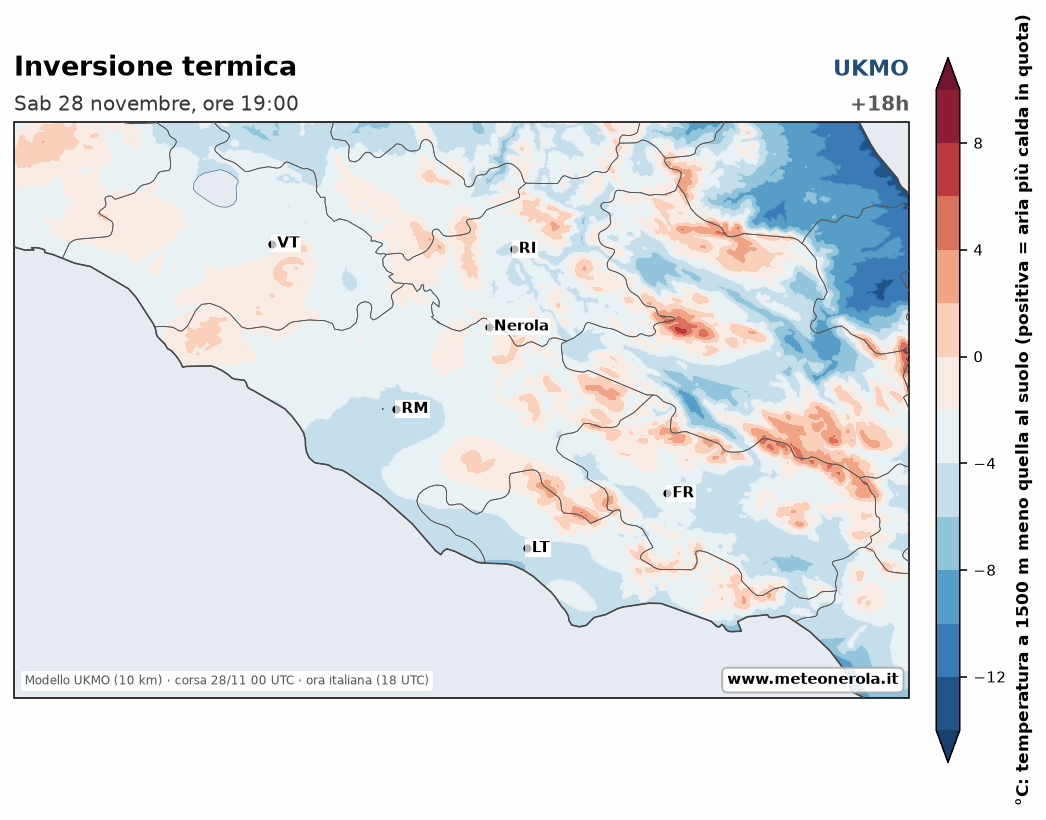 Inversione termica
UKMO
Sab 28 novembre, ore 19:00
+18h
VT
RI
Nerola
RM
FR
LT
Modello UKMO (10 km) · corsa 28/11 00 UTC · ora italiana (18 UTC)
www.meteonerola.it
8
4
0
−4
−8
−12
°C: temperatura a 1500 m meno quella al suolo (positiva = aria più calda in quota)